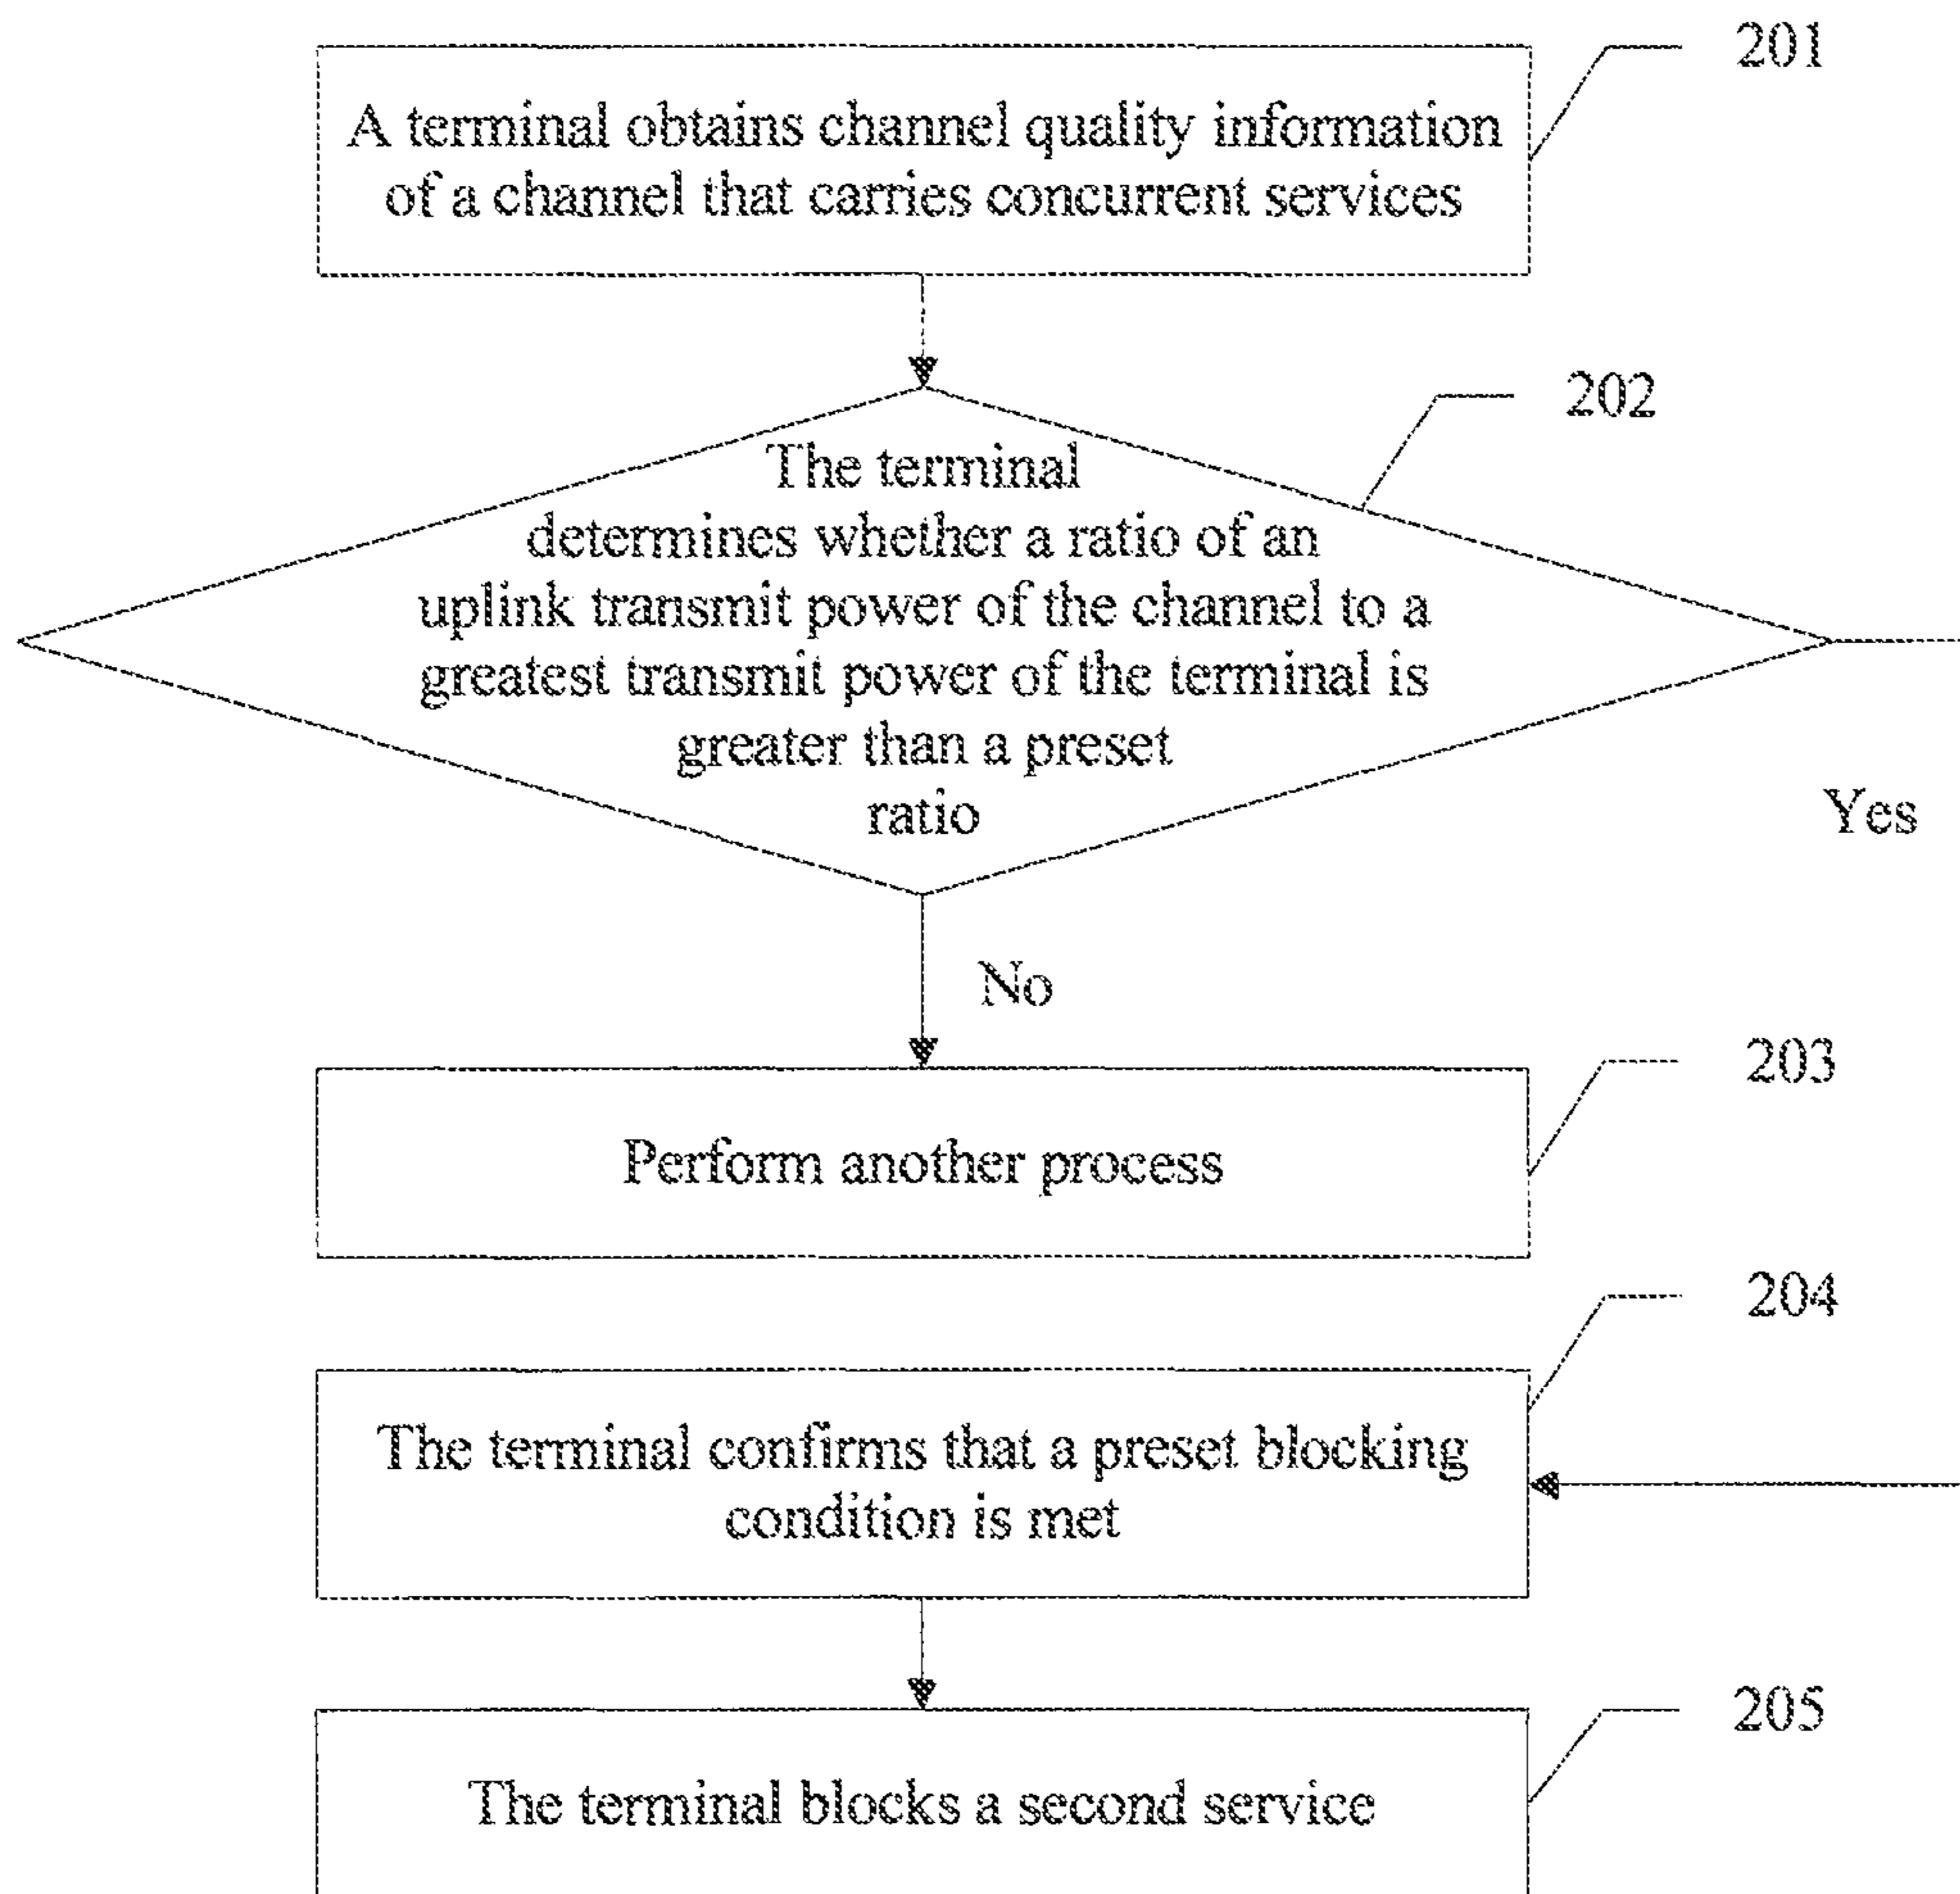 201
A terminal obtains channel quality information
of a channel that carries concurrent services
202
The terminal
determines whether a ratio of an
uplink transmit power of the channel to a
greatest transmit power of the terminal is
greater than a preset
ratio
Yes
No
203
Perform another process
204
The terminal confirms that a preset blocking
condition is met
205
The terminal blocks a second service